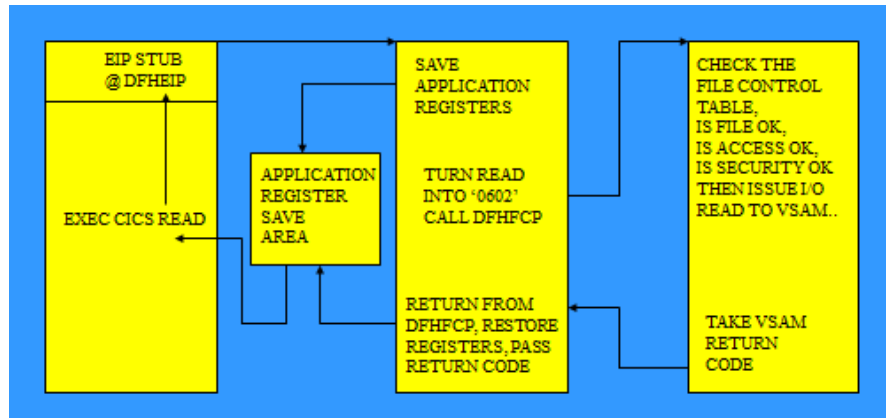 EIP STUB
@ DFHEIP
EXEC CICS READ
APPLICATION
REGISTER
SAVE
AREA
SAVE
APPLICATION
REGISTERS
TURN READ
INTO ‘0602’
CALL DFHFCP
RETURN FROM
DFHFCP, RESTORE
REGISTERS, PASS
RETURN CODE
CHECK THE
FILE CONTROL
TABLE,
IS FILE OK,
IS ACCESS OK,
IS SECURITY OK
THEN ISSUE I/O
READ TO VSAM..
TAKE VSAM
RETURN
CODE